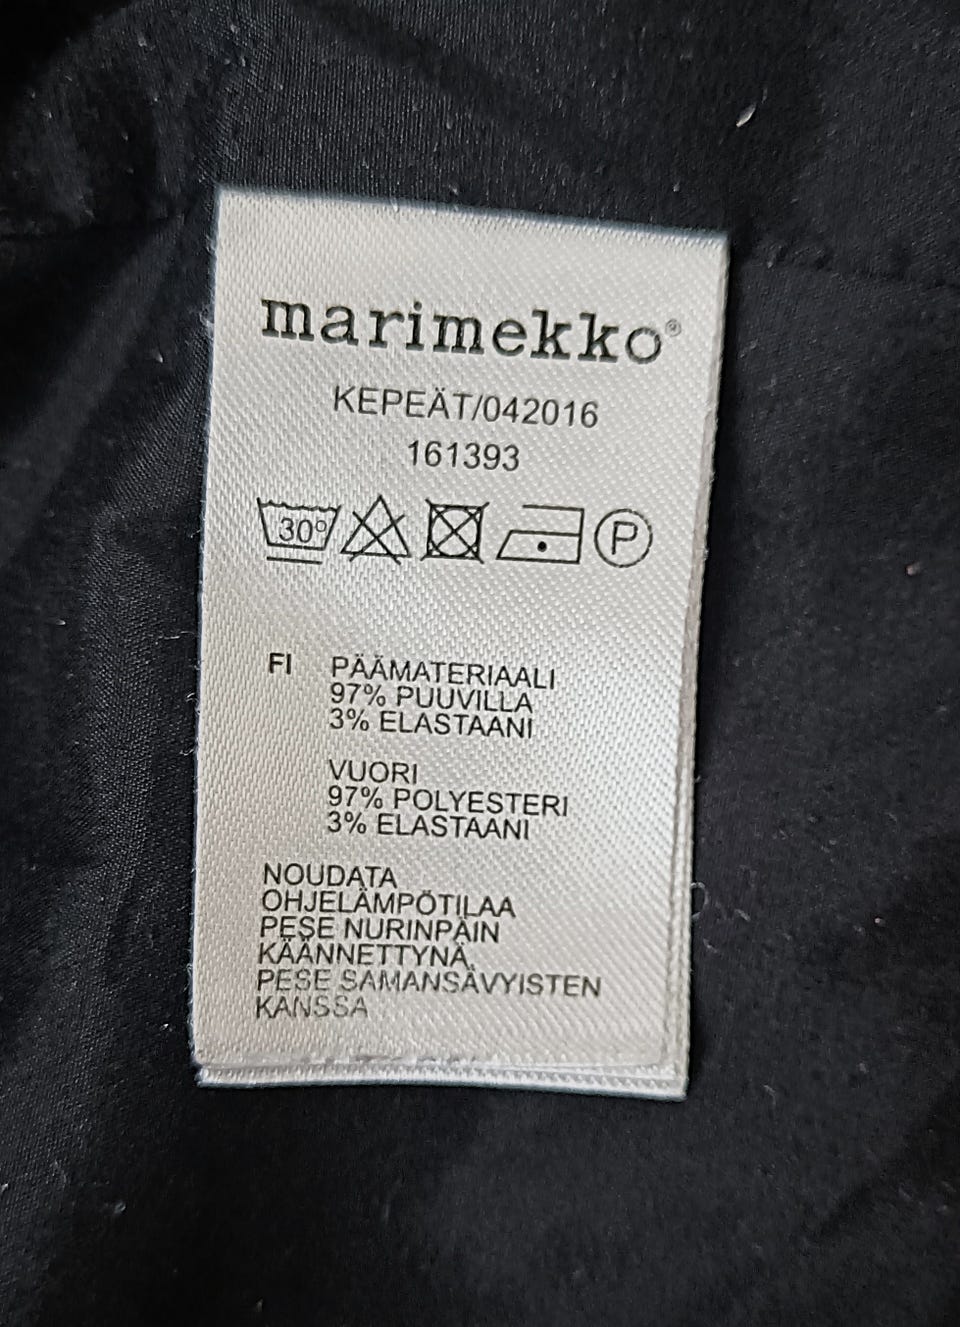 marimekko®
KEPEÄT/042016
161393
30° P
FI PÄÄMATERIAALI
97% PUUVILLA
3% ELASTAANI
VUORI
97% POLYESTERI
3% ELASTAANI
NOUDATA
OHJELÄMPÖTILAA
PESE NURINPÄIN
KÄÄNNETTYNÄ,
PESE SAMANSÄVYISTEN
KANSSA